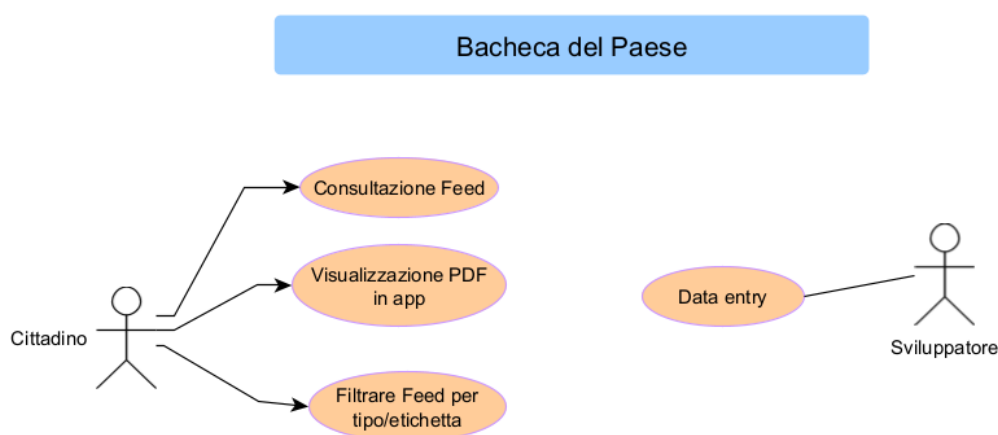 Bacheca del Paese
Consultazione Feed
Visualizzazione PDF
in app
Data entry
Cittadino
Sviluppatore
Filtrare Feed per
tipo/etichetta